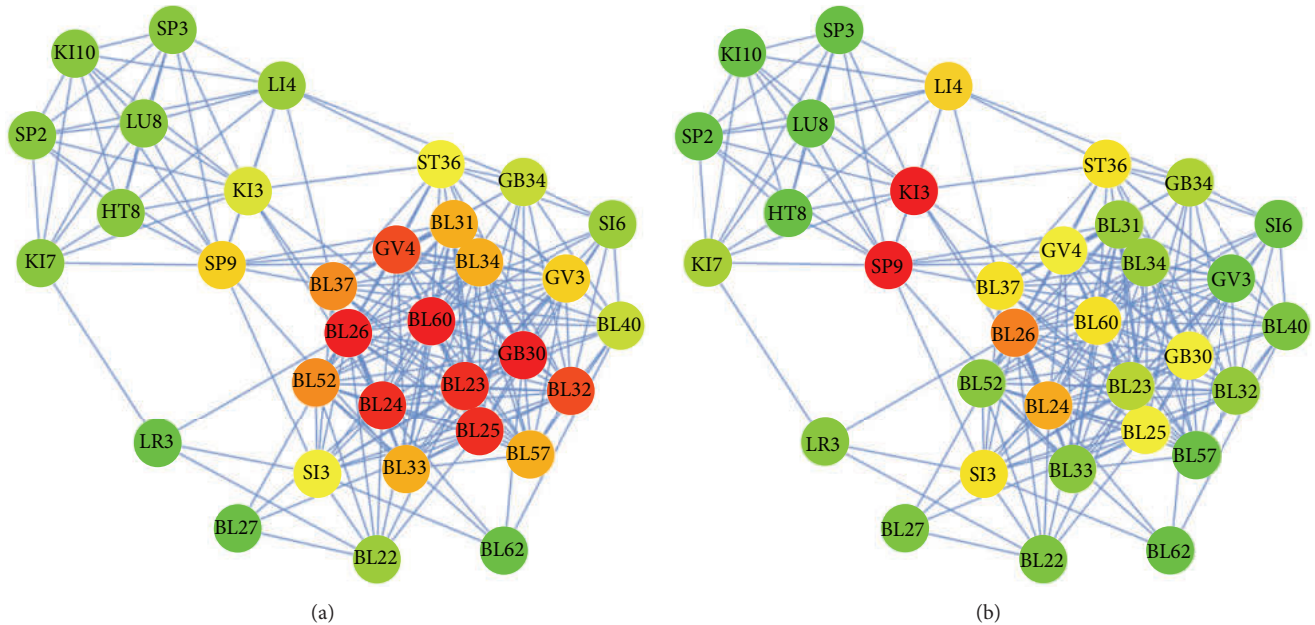 SP3
KI10
LI4
SP2
LU8
ST36
GB34
KI3
HT8
BL31
SI6
GV4
KI7
SP9
BL34
BL37
GV3
BL60
BL26
BL40
GB30
BL52
BL23
BL32
BL24
BL25
LR3
BL57
SI3
BL33
BL27
BL22
BL62
(a)
SP3
KI10
LI4
SP2
LU8
ST36
GB34
KI3
HT8
BL31
SI6
GV4
KI7
SP9
BL34
BL37
GV3
BL60
BL26
BL40
GB30
BL52
BL23
BL32
BL24
BL25
LR3
BL57
SI3
BL33
BL27
BL22
BL62
(b)